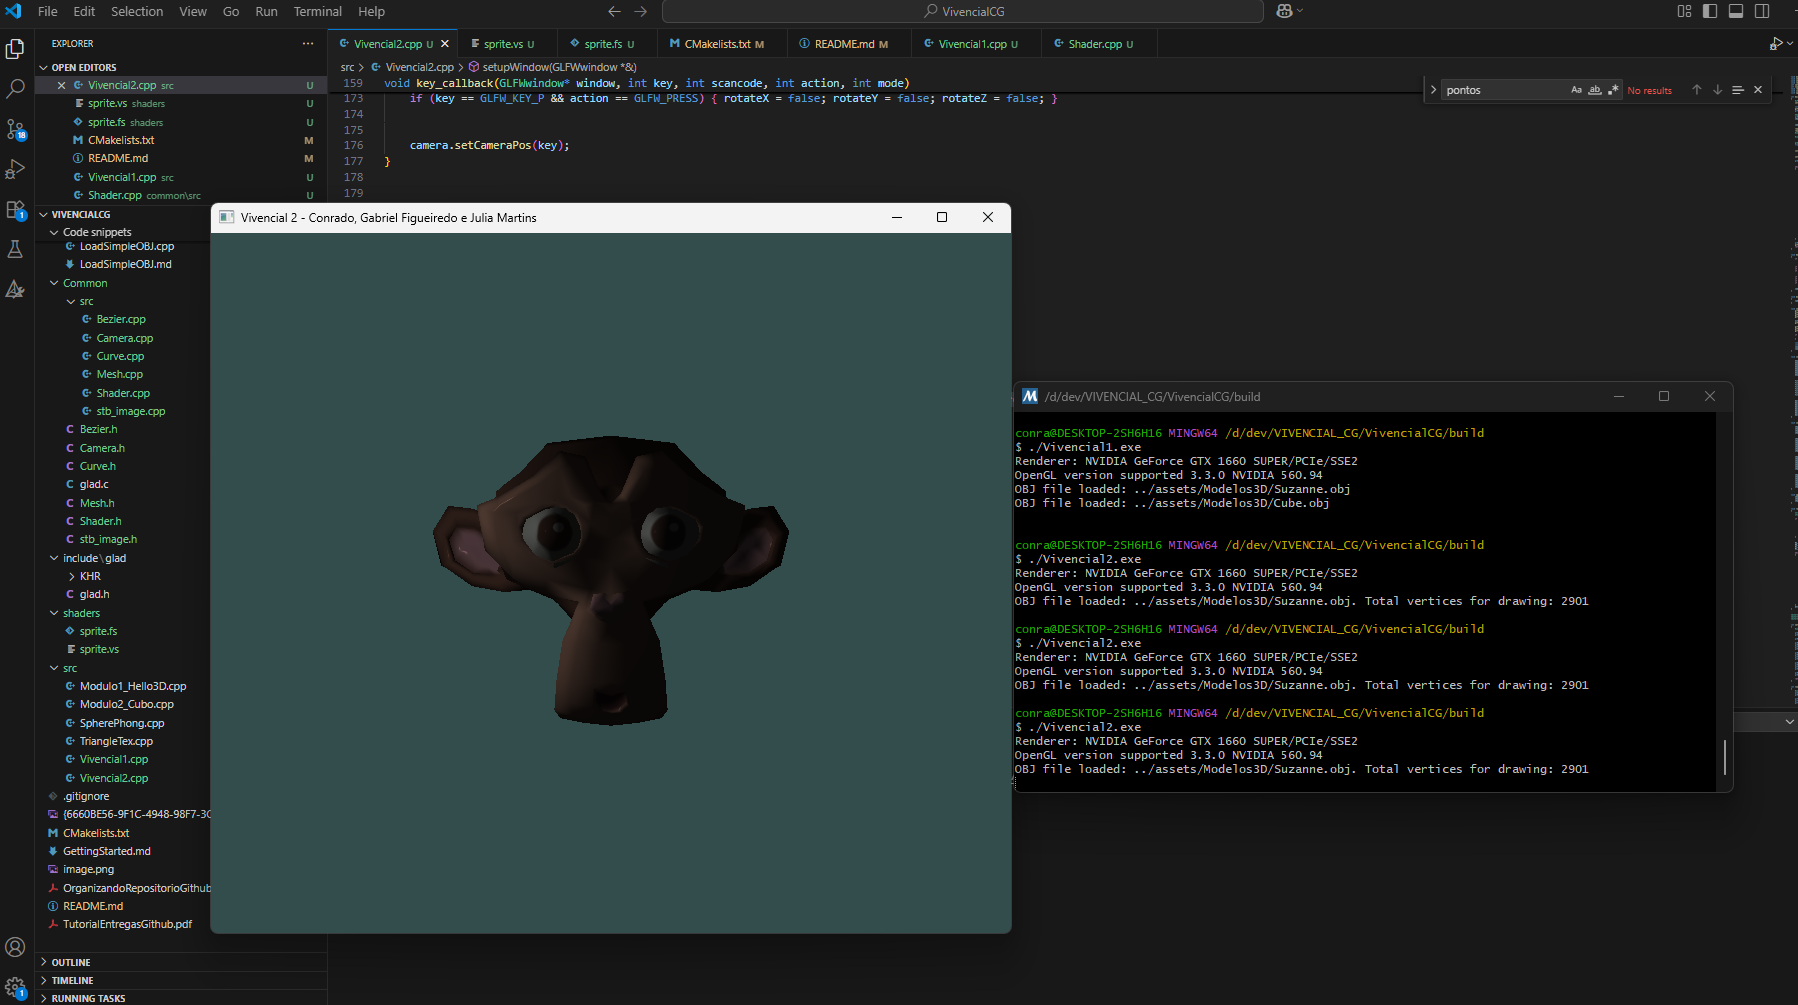 File Edit Selection View Go Run Terminal Help
VivencialCG
EXPLORER
Vivencial2.cpp U
sprite.vs U
sprite.fs U
CMakelists.txt M
README.md M
Vivencial1.cpp U
Shader.cpp U
OPEN EDITORS
Vivencial2.cpp src U
sprite.vs shaders U
sprite.fs shaders U
CMakelists.txt M
README.md M
Vivencial1.cpp src U
Shader.cpp common\src U
src > Vivencial2.cpp > setupWindow(GLFWwindow *&)
159 void key_callback(GLFWwindow* window, int key, int scancode, int action, int mode)
173 if (key == GLFW_KEY_P && action == GLFW_PRESS) { rotateX = false; rotateY = false; rotateZ = false; }
174
175
176 camera.setCameraPos(key);
177 }
178
179
pontos
Aa ab .*
No results
VIVENCIALCG
Code snippets
LoadSimpleOBJ.cpp
LoadSimpleOBJ.md
Common
src
Bezier.cpp
Camera.cpp
Curve.cpp
Mesh.cpp
Shader.cpp
stb_image.cpp
Bezier.h
Camera.h
Curve.h
glad.c
Mesh.h
Shader.h
stb_image.h
include\glad
KHR
glad.h
shaders
sprite.fs
sprite.vs
src
Modulo1_Hello3D.cpp
Modulo2_Cubo.cpp
SpherePhong.cpp
TriangleTex.cpp
Vivencial1.cpp
Vivencial2.cpp
.gitignore
{6660BE56-9F1C-4948-98F7-3C
CMakelists.txt
GettingStarted.md
image.png
OrganizandoRepositorioGithub
README.md
TutorialEntregasGithub.pdf
OUTLINE
TIMELINE
RUNNING TASKS
18
1
1
Vivencial 2 - Conrado, Gabriel Figueiredo e Julia Martins
/d/dev/VIVENCIAL_CG/VivencialCG/build
conra@DESKTOP-2SH6H16 MINGW64 /d/dev/VIVENCIAL_CG/VivencialCG/build
$ ./Vivencial1.exe
Renderer: NVIDIA GeForce GTX 1660 SUPER/PCIe/SSE2
OpenGL version supported 3.3.0 NVIDIA 560.94
OBJ file loaded: ../assets/Modelos3D/Suzanne.obj
OBJ file loaded: ../assets/Modelos3D/Cube.obj
conra@DESKTOP-2SH6H16 MINGW64 /d/dev/VIVENCIAL_CG/VivencialCG/build
$ ./Vivencial2.exe
Renderer: NVIDIA GeForce GTX 1660 SUPER/PCIe/SSE2
OpenGL version supported 3.3.0 NVIDIA 560.94
OBJ file loaded: ../assets/Modelos3D/Suzanne.obj. Total vertices for drawing: 2901
conra@DESKTOP-2SH6H16 MINGW64 /d/dev/VIVENCIAL_CG/VivencialCG/build
$ ./Vivencial2.exe
Renderer: NVIDIA GeForce GTX 1660 SUPER/PCIe/SSE2
OpenGL version supported 3.3.0 NVIDIA 560.94
OBJ file loaded: ../assets/Modelos3D/Suzanne.obj. Total vertices for drawing: 2901
conra@DESKTOP-2SH6H16 MINGW64 /d/dev/VIVENCIAL_CG/VivencialCG/build
$ ./Vivencial2.exe
Renderer: NVIDIA GeForce GTX 1660 SUPER/PCIe/SSE2
OpenGL version supported 3.3.0 NVIDIA 560.94
OBJ file loaded: ../assets/Modelos3D/Suzanne.obj. Total vertices for drawing: 2901